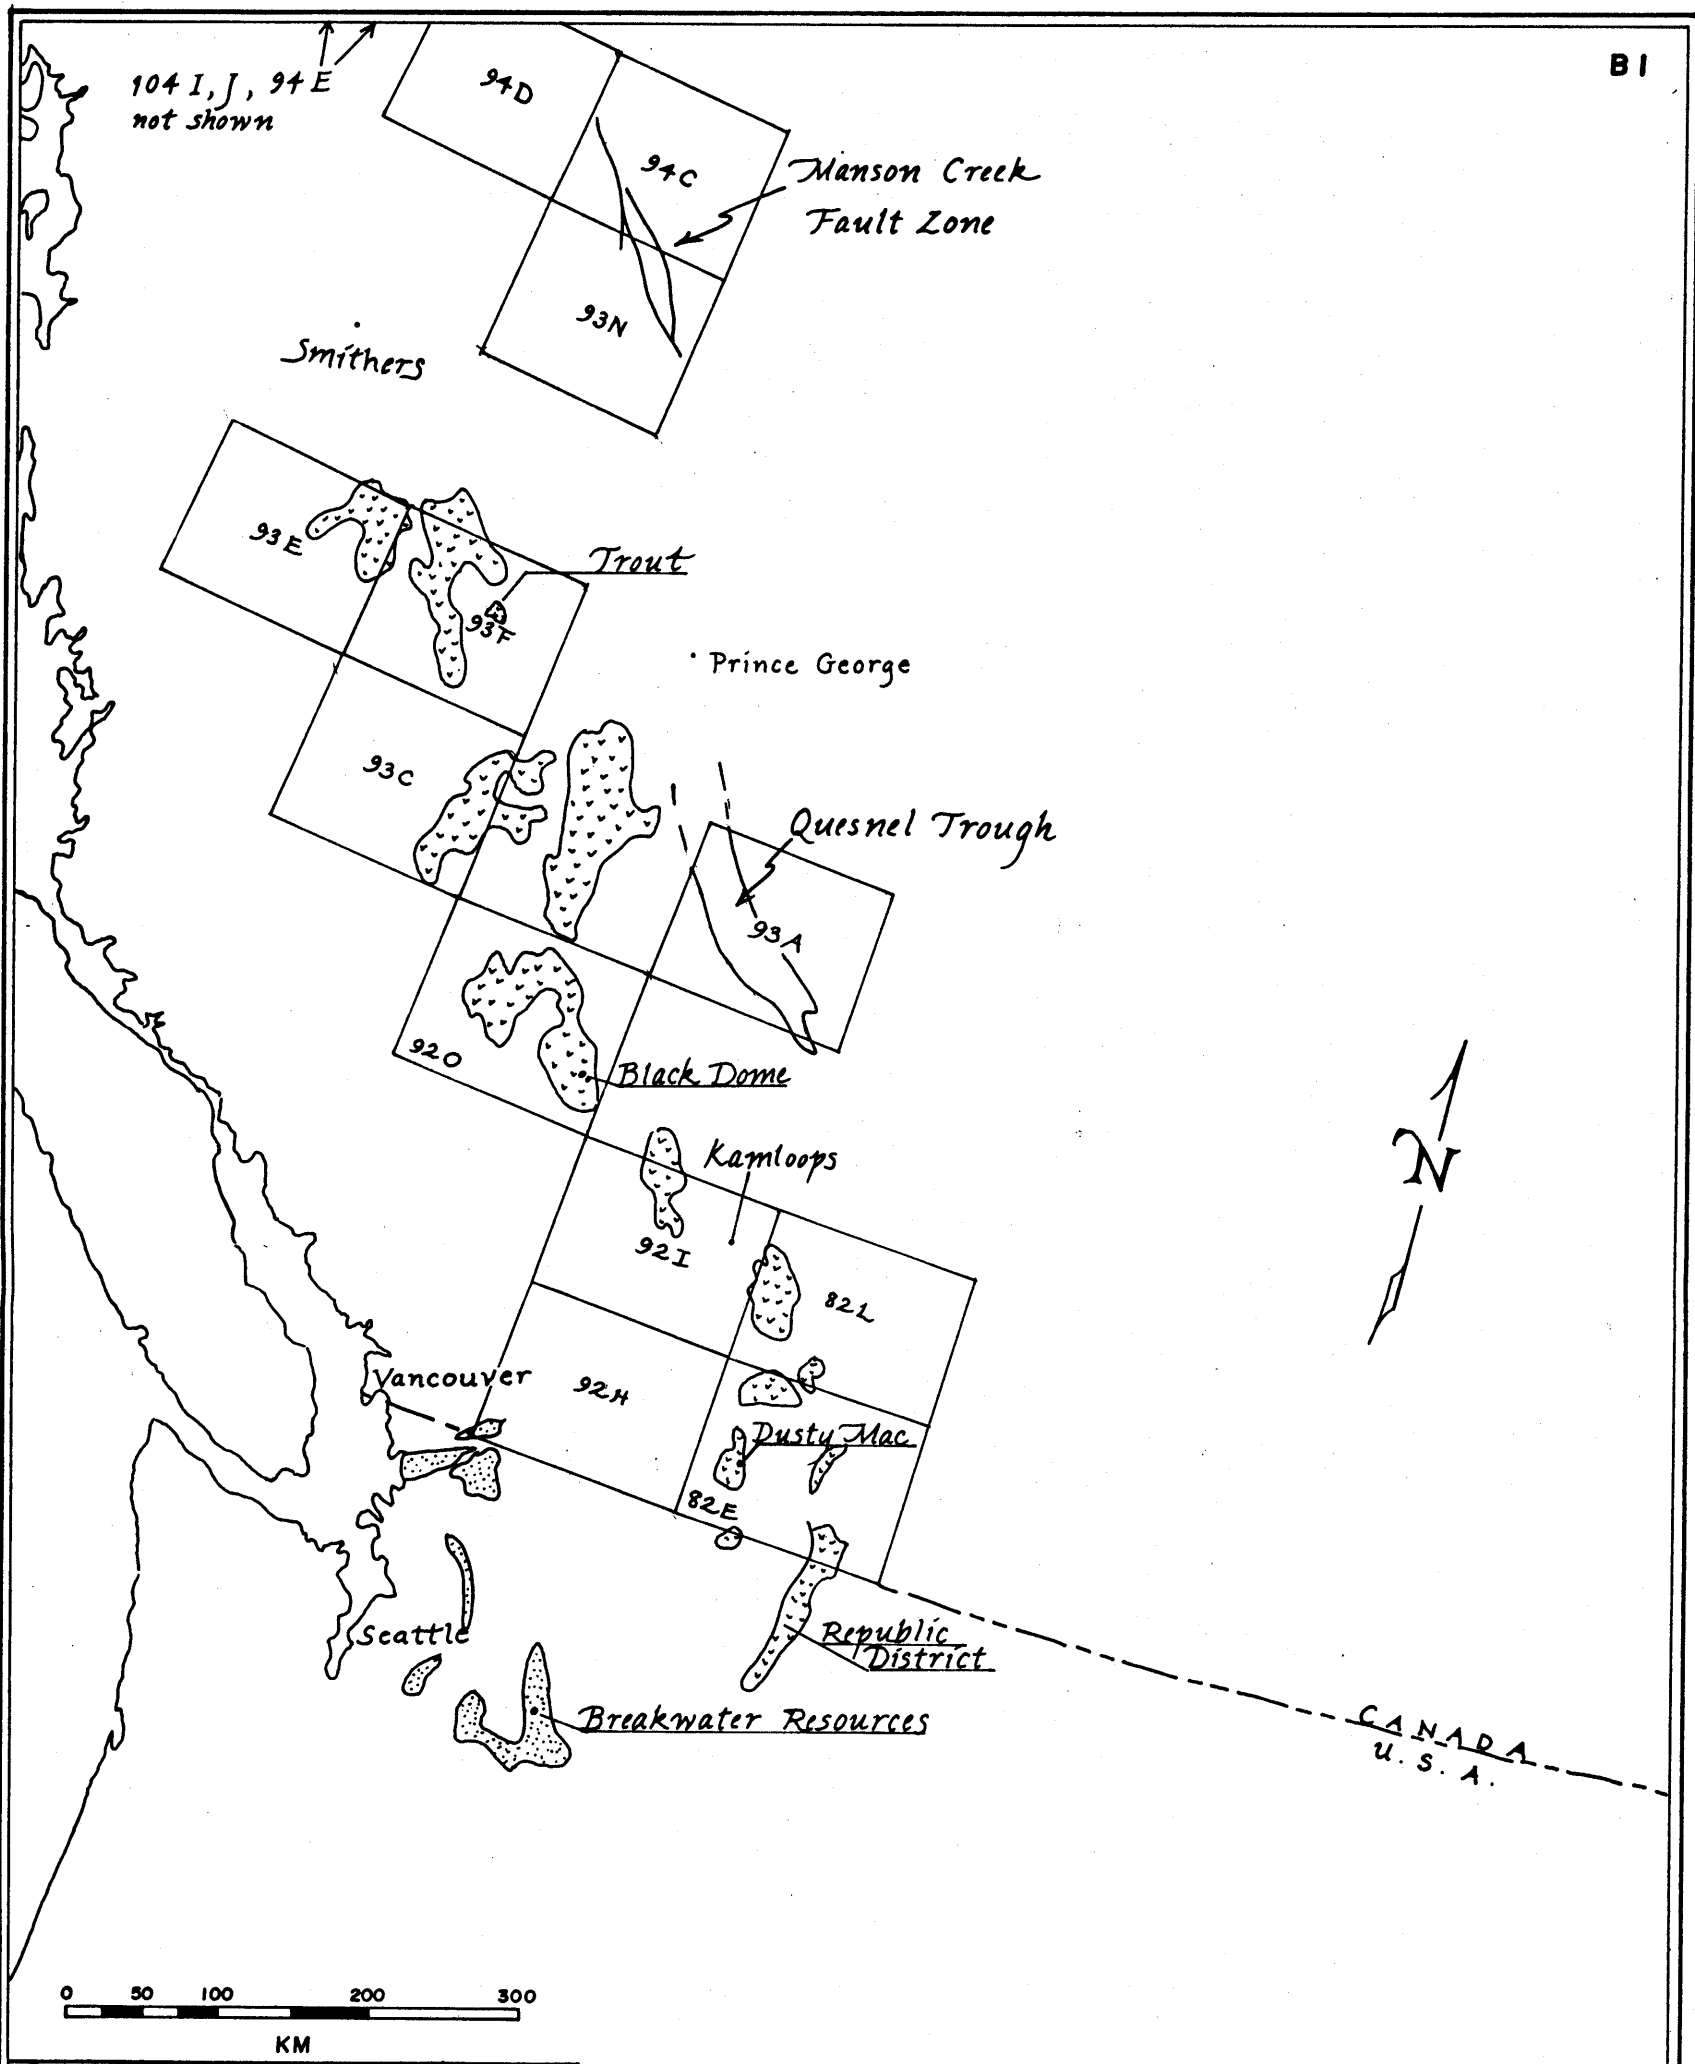 B1
104 I, J, 94 E
not shown
94D
94C
Manson Creek
Fault Zone
93N
Smithers
93E
Trout
93F
Prince George
93C
Quesnel Trough
93A
92O
Black Dome
Kamloops
92I
82L
Vancouver
92H
Dusty Mac
82E
Seattle
Republic
District
Breakwater Resources
N
CANADA
U.S.A.
0 50 100 200 300
KM